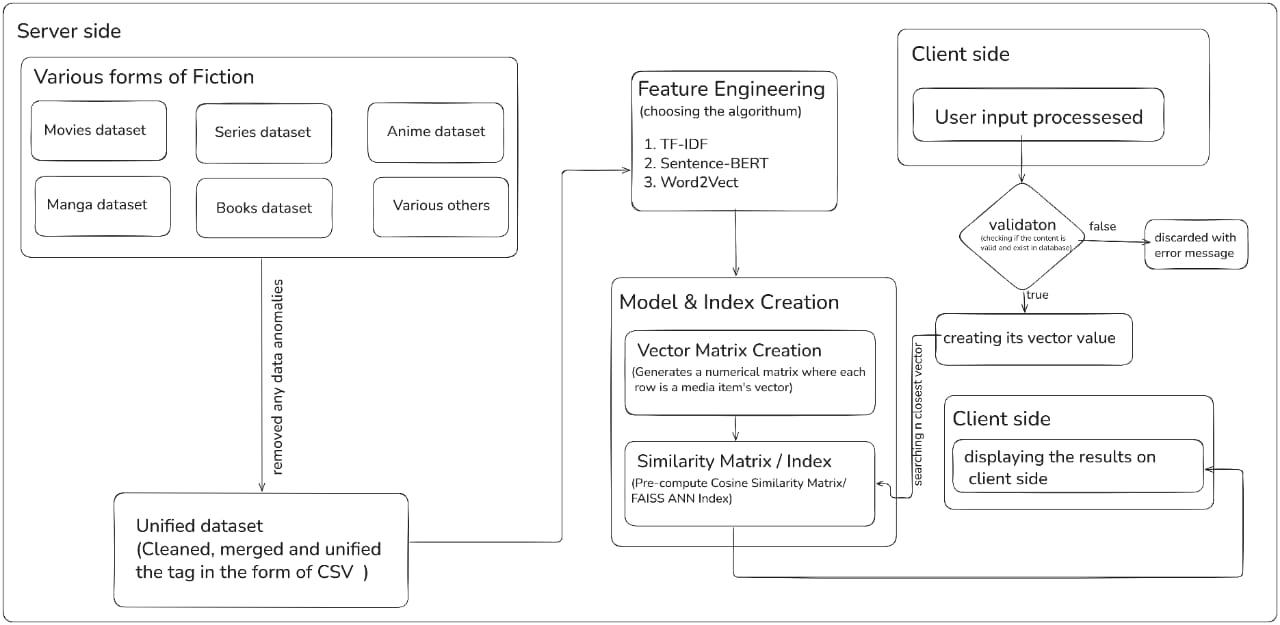 Server side
Various forms of Fiction
Movies dataset
Series dataset
Anime dataset
Manga dataset
Books dataset
Various others
removed any data anomalies
Unified dataset
(Cleaned, merged and unified
the tag in the form of CSV )
Feature Engineering
(choosing the algorithum)
1. TF-IDF
2. Sentence-BERT
3. Word2Vect
Model & Index Creation
Vector Matrix Creation
(Generates a numerical matrix where each
row is a media item's vector)
Similarity Matrix / Index
(Pre-compute Cosine Similarity Matrix/
FAISS ANN Index)
Client side
User input processesed
validaton
(checking if the content is
valid and exist in database)
false
discarded with
error message
true
creating its vector value
searching n closest vector
Client side
displaying the results on
client side